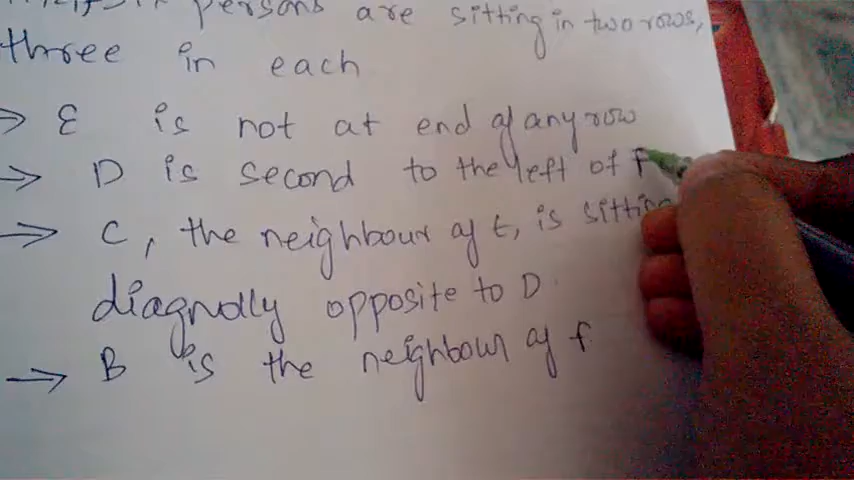 persons are sitting in two rows,
three in each
→ E is not at end of any row
→ D is second to the left of F
→ C, the neighbour of E, is sitting
diagnolly opposite to D
→ B is the neighbour of f